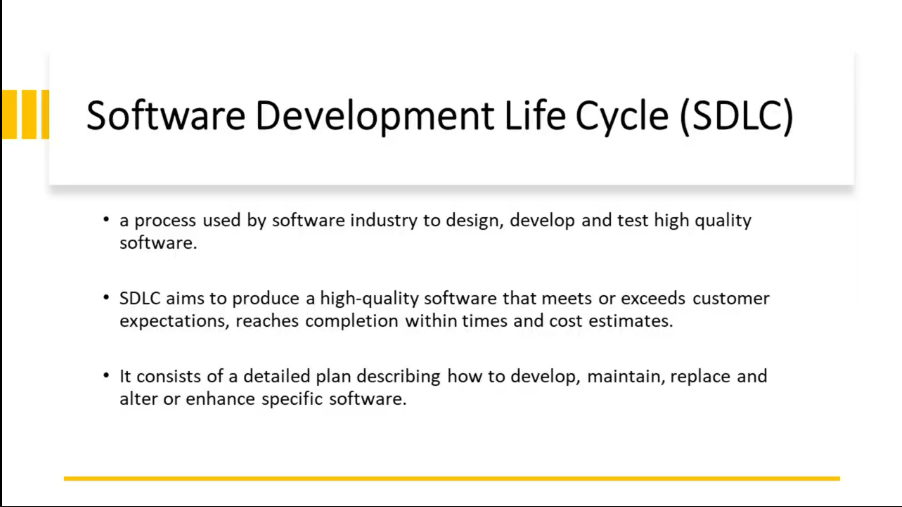 Software Development Life Cycle (SDLC)
• a process used by software industry to design, develop and test high quality
software.
• SDLC aims to produce a high-quality software that meets or exceeds customer
expectations, reaches completion within times and cost estimates.
• It consists of a detailed plan describing how to develop, maintain, replace and
alter or enhance specific software.